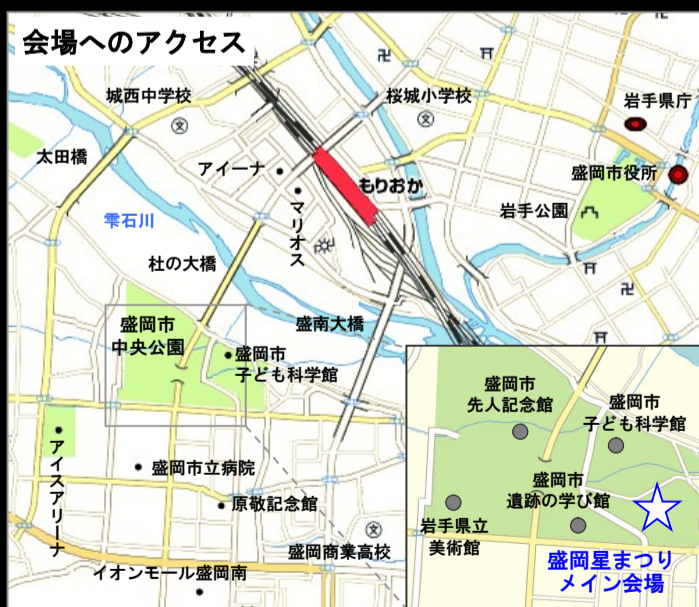 会場へのアクセス
城西中学校
桜城小学校
岩手県庁
太田橋
アイーナ
もりおか
盛岡市役所
マリオス
岩手公園
雫石川
杜の大橋
盛岡市
中央公園
盛南大橋
盛岡市
子ども科学館
アイスアリーナ
盛岡市立病院
原敬記念館
盛岡商業高校
イオンモール盛岡南
盛岡市
先人記念館
盛岡市
子ども科学館
盛岡市
遺跡の学び館
岩手県立
美術館
盛岡星まつり
メイン会場